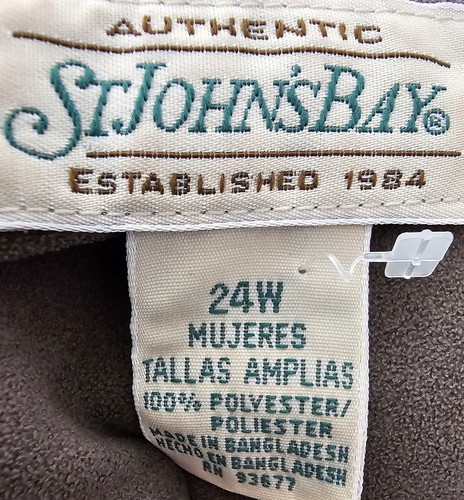 AUTHENTIC
ST JOHN'S BAY®
ESTABLISHED 1984
24W
MUJERES
TALLAS AMPLIAS
100% POLYESTER/
POLIESTER
MADE IN BANGLADESH
HECHO EN BANGLADESH
RN 93677